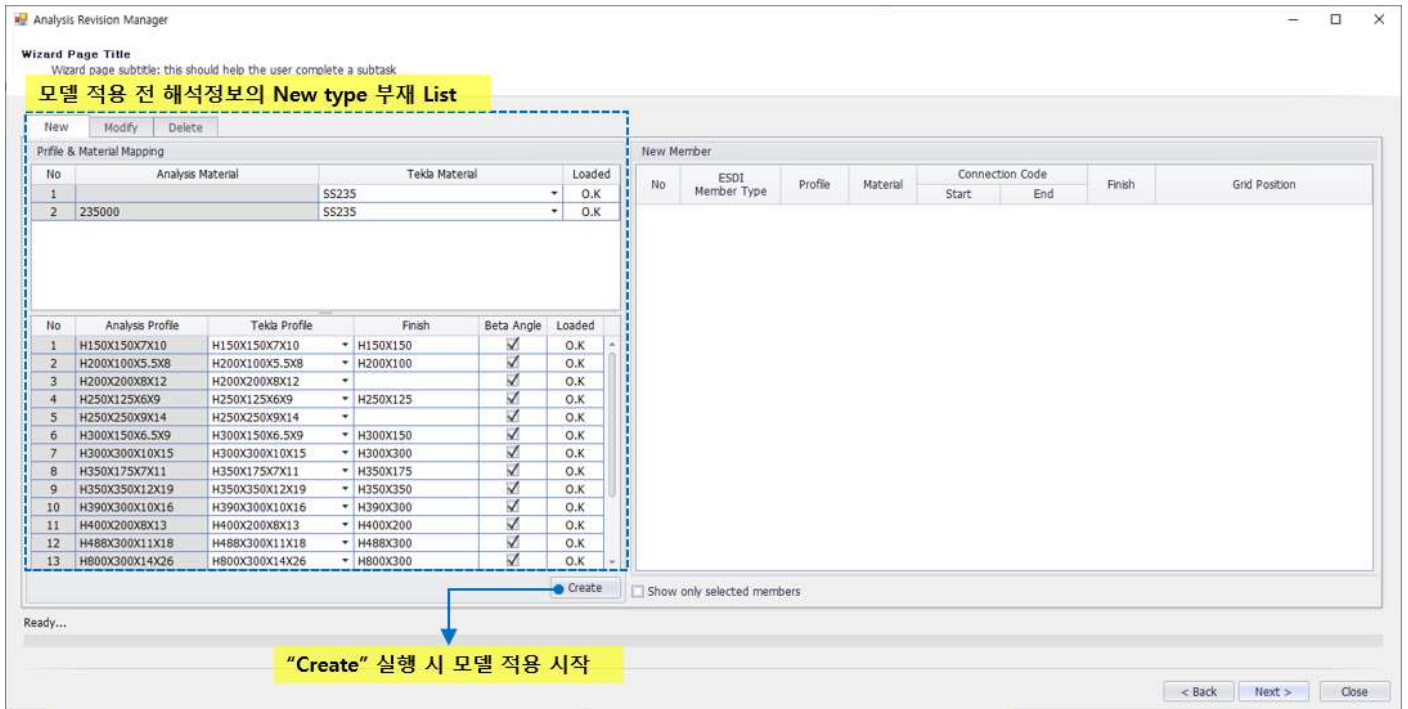 Analysis Revision Manager
Wizard Page Title
Wizard page subtitle: this should help the user complete a subtask
모델 적용 전 해석정보의 New type 부재 List
New Modify Delete
Prifile & Material Mapping
No Analysis Material Tekla Material Loaded
1 SS235 O.K
2 235000 SS235 O.K
No Analysis Profile Tekla Profile Finish Beta Angle Loaded
1 H150X150X7X10 H150X150X7X10 H150X150 O.K
2 H200X100X5.5X8 H200X100X5.5X8 H200X100 O.K
3 H200X200X8X12 H200X200X8X12 O.K
4 H250X125X6X9 H250X125X6X9 H250X125 O.K
5 H250X250X9X14 H250X250X9X14 O.K
6 H300X150X6.5X9 H300X150X6.5X9 H300X150 O.K
7 H300X300X10X15 H300X300X10X15 H300X300 O.K
8 H350X175X7X11 H350X175X7X11 H350X175 O.K
9 H350X350X12X19 H350X350X12X19 H350X350 O.K
10 H390X300X10X16 H390X300X10X16 H390X300 O.K
11 H400X200X8X13 H400X200X8X13 H400X200 O.K
12 H488X300X11X18 H488X300X11X18 H488X300 O.K
13 H800X300X14X26 H800X300X14X26 H800X300 O.K
Create
New Member
No ESDI Member Type Profile Material Connection Code Finish Grid Position
Start End
Show only selected members
Ready...
"Create" 실행 시 모델 적용 시작
< Back Next > Close